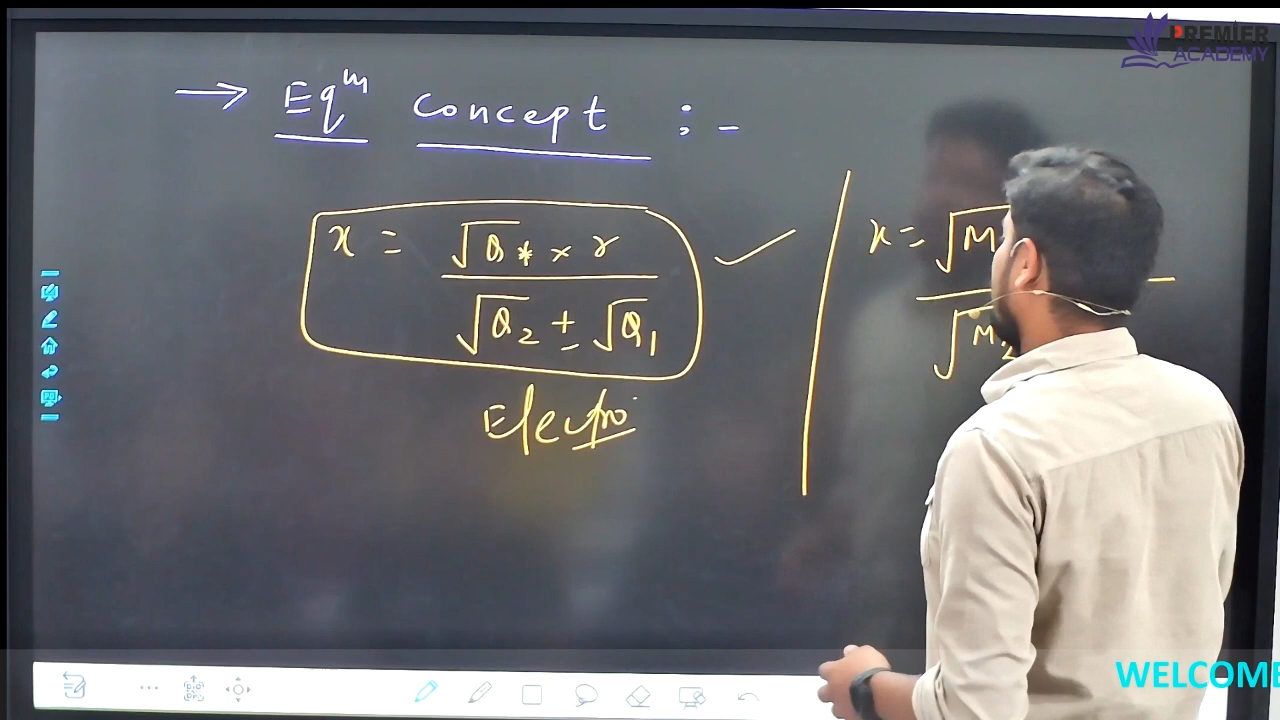 PREMIER
ACADEMY
→ Eqᵐ concept :-
x = √Q* × r
√Q₂ ± √Q₁
Electro
x = √M
√M₂
WELCOME